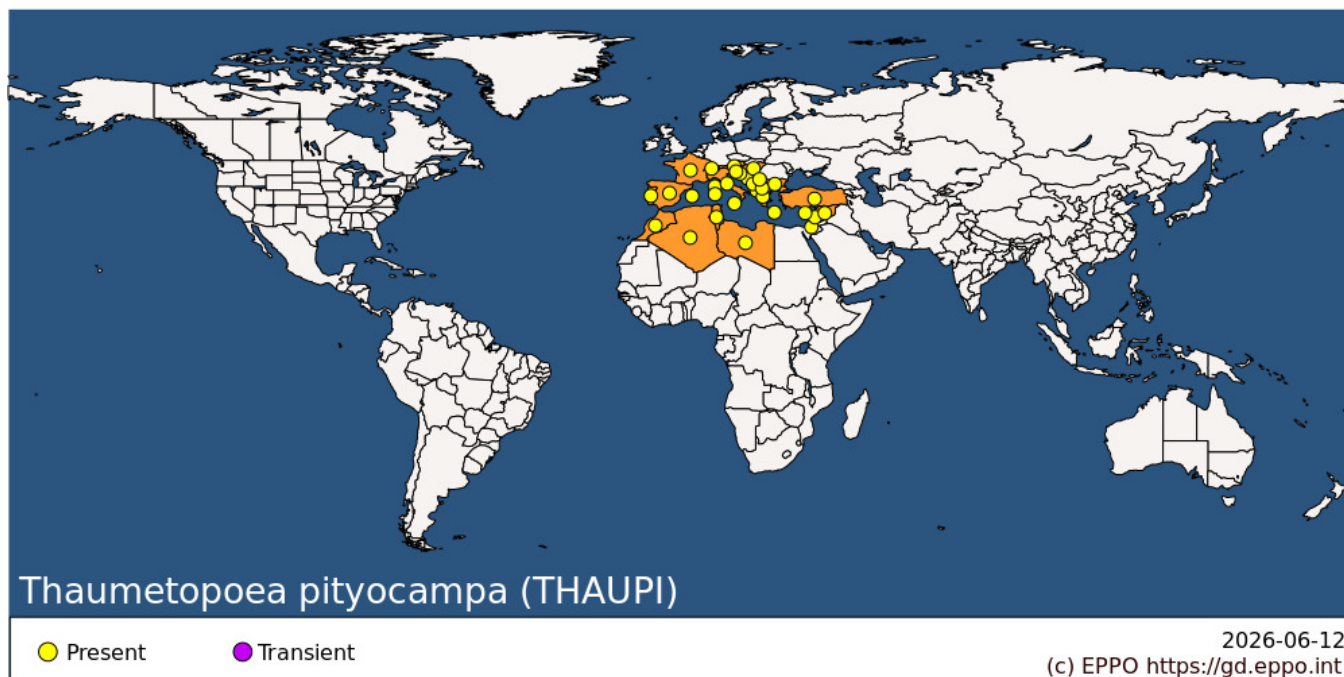 Thaumetopoea pityocampa (THAUPI)
Present
Transient
2026-06-12
(c) EPPO https://gd.eppo.int